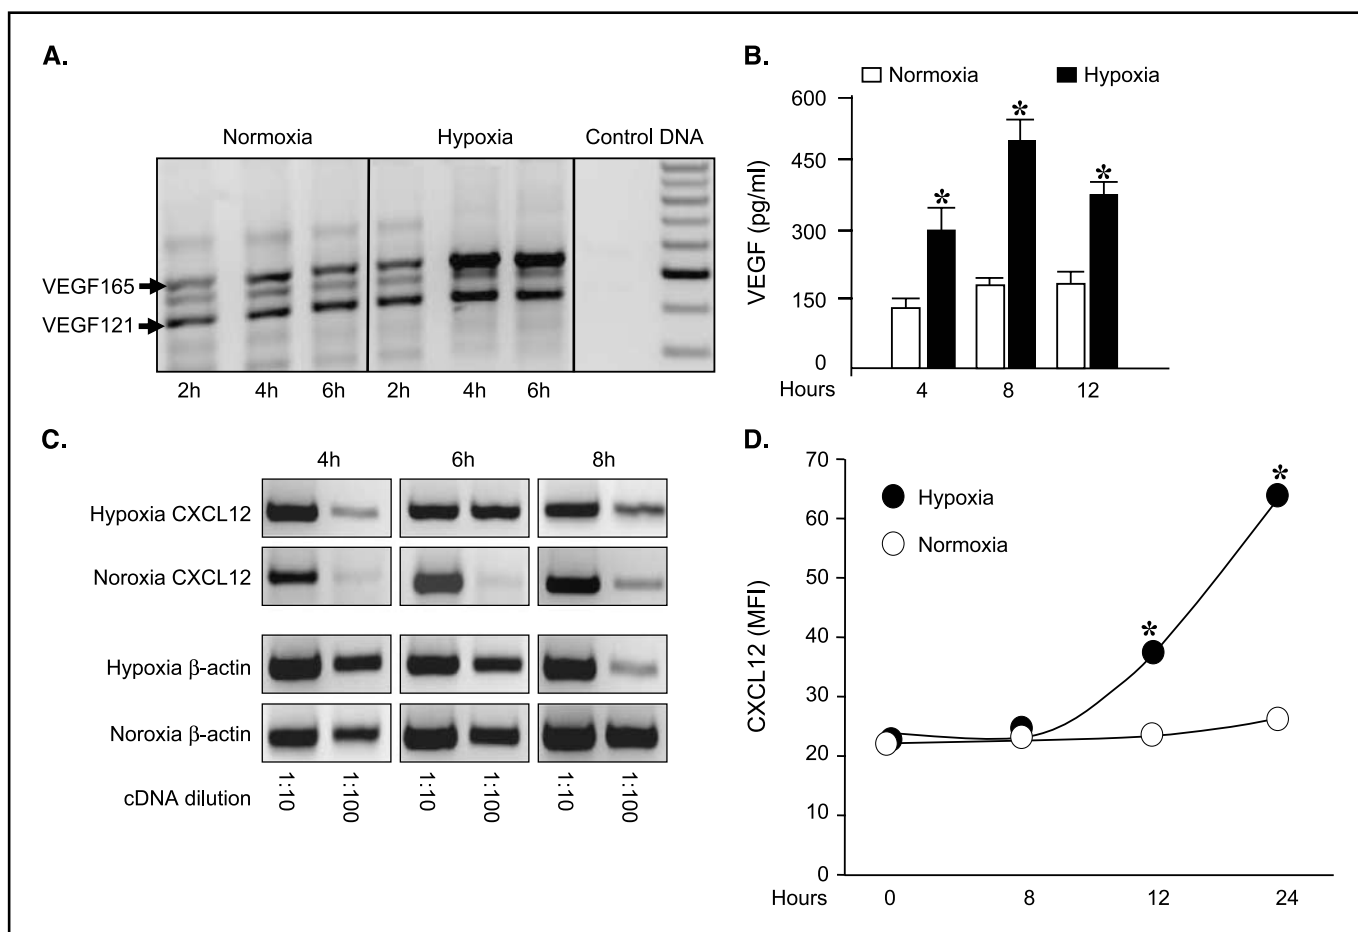 A.
Normoxia Hypoxia Control DNA
VEGF165
VEGF121
2h 4h 6h 2h 4h 6h
B.
Normoxia Hypoxia
VEGF (pg/ml)
600
450
300
150
0
* * *
Hours 4 8 12
C.
4h 6h 8h
Hypoxia CXCL12
Noroxia CXCL12
Hypoxia β-actin
Noroxia β-actin
cDNA dilution 1:10 1:100 1:10 1:100 1:10 1:100
D.
CXCL12 (MFI)
70
60
50
40
30
20
10
0
Hypoxia
Normoxia
*
*
Hours 0 8 12 24